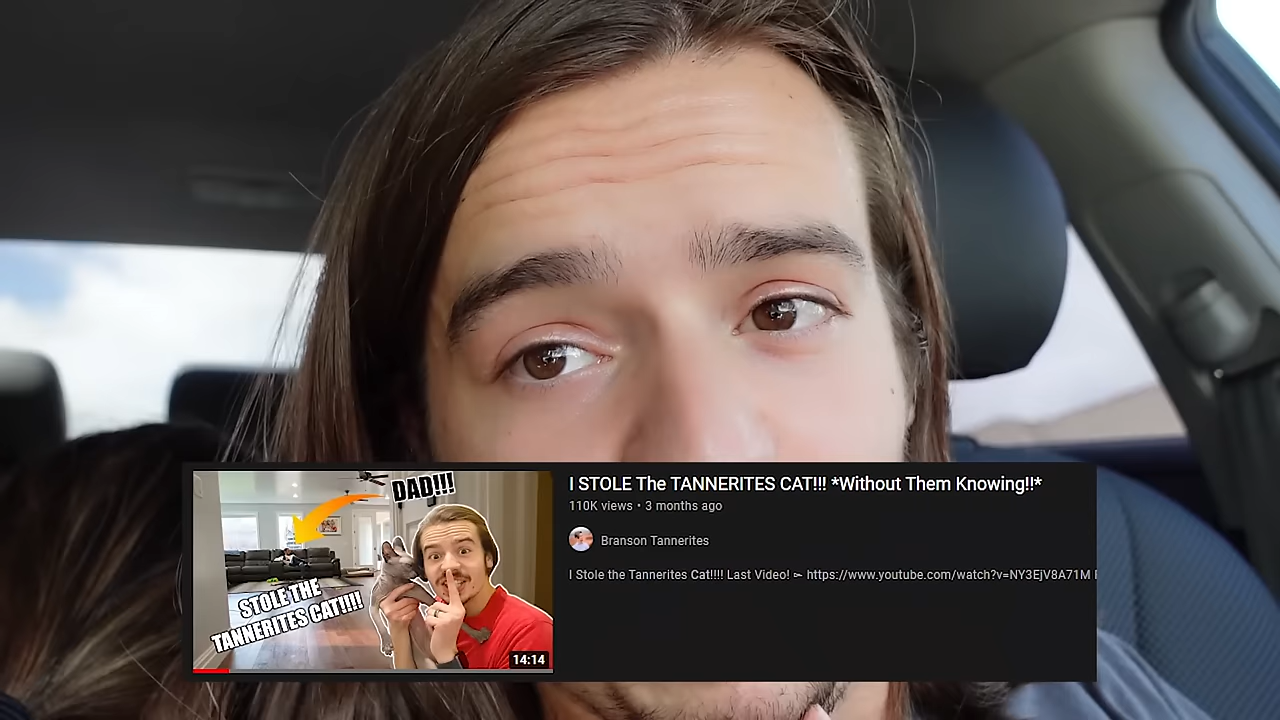 DAD!!!
STOLE THE
TANNERITES CAT!!!!
14:14
I STOLE The TANNERITES CAT!!! *Without Them Knowing!!*
110K views • 3 months ago
Branson Tannerites
I Stole the Tannerites Cat!!!! Last Video! ➣ https://www.youtube.com/watch?v=NY3EjV8A71M